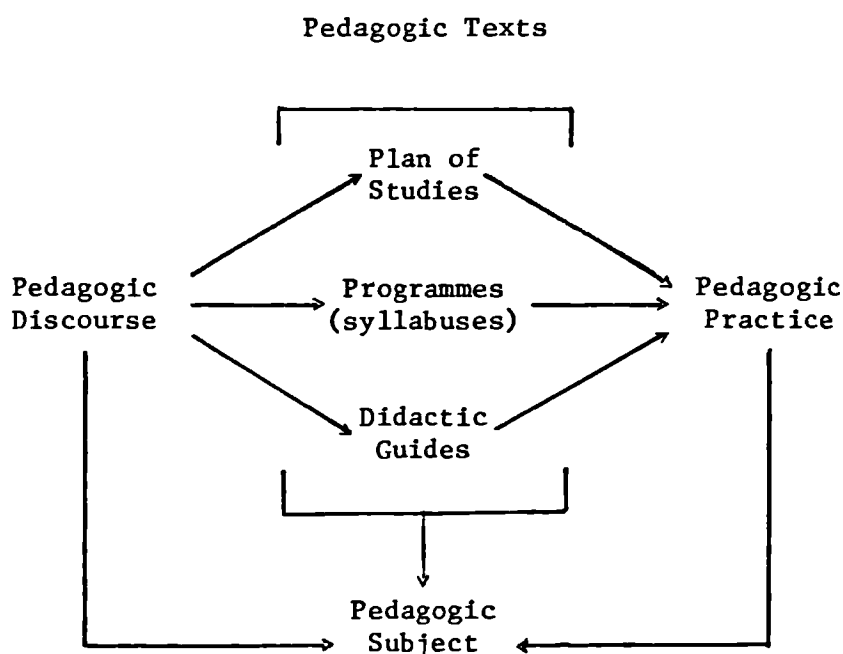 Pedagogic Texts
Plan of
Studies
Pedagogic
Discourse
Programmes
(syllabuses)
Pedagogic
Practice
Didactic
Guides
Pedagogic
Subject